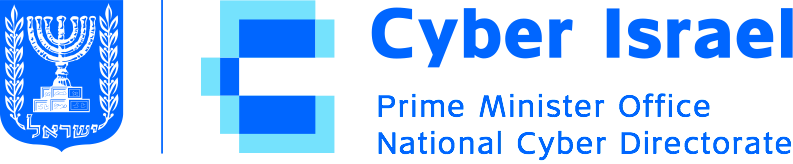 ישראל
Cyber Israel
Prime Minister Office
National Cyber Directorate